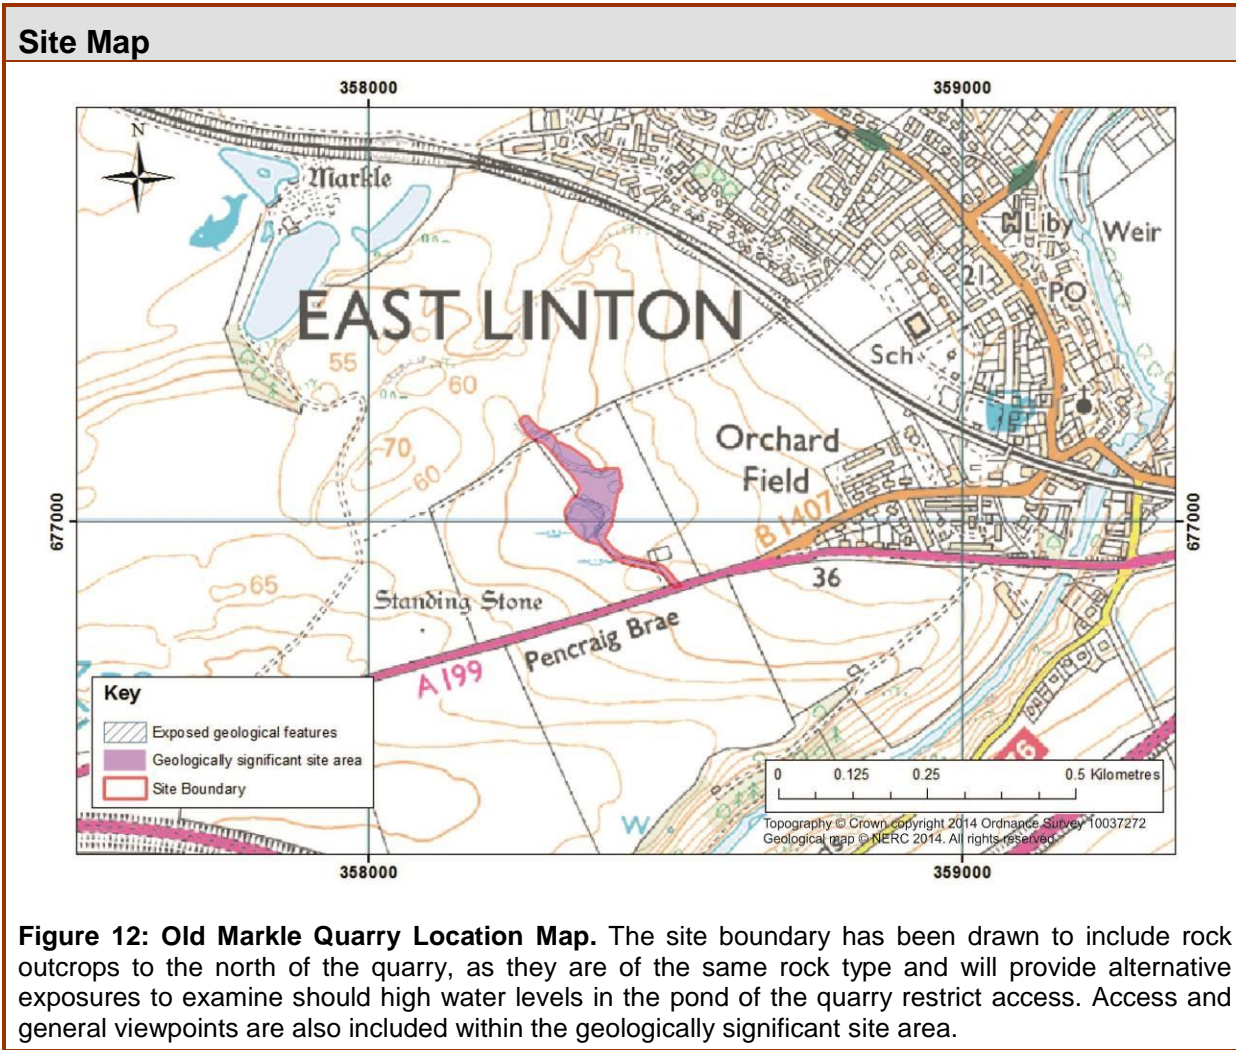 Site Map
358000
359000
N
Markle
Liby
Weir
21
PO
EAST LINTON
Sch
55
60
70
60
Orchard
Field
677000
677000
B 1407
65
36
Standing Stone
Pencraig Brae
A 199
Key
Exposed geological features
Geologically significant site area
Site Boundary
W
0 0.125 0.25 0.5 Kilometres
Topography © Crown copyright 2014 Ordnance Survey 10037272
Geological map © NERC 2014. All rights reserved.
358000
359000
Figure 12: Old Markle Quarry Location Map. The site boundary has been drawn to include rock
outcrops to the north of the quarry, as they are of the same rock type and will provide alternative
exposures to examine should high water levels in the pond of the quarry restrict access. Access and
general viewpoints are also included within the geologically significant site area.